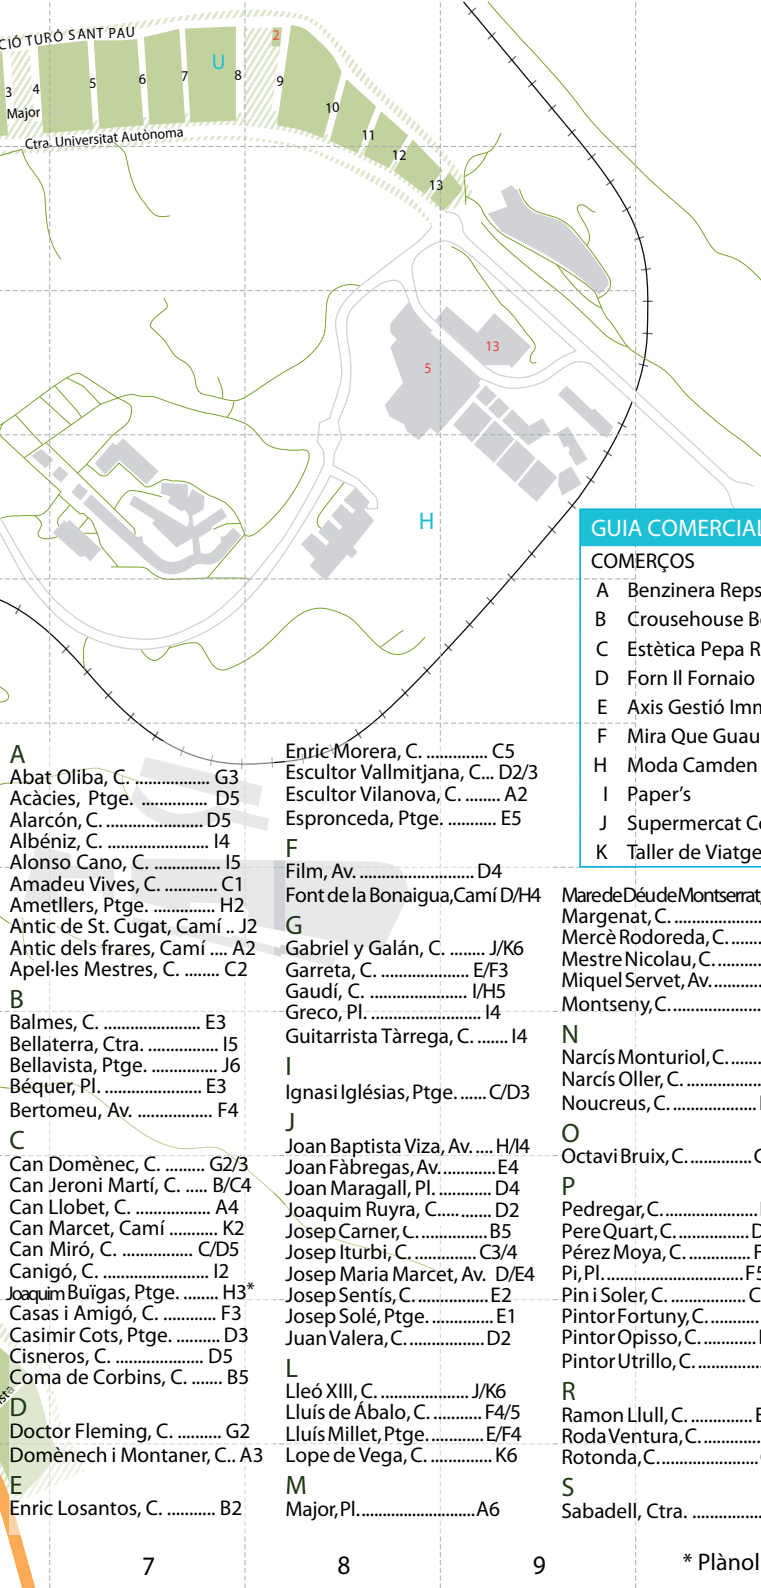 CIÓ TURÓ SANT PAU
2
U
3 4 5 6 7 8 9
Major
10
11
12
13
Ctra. Universitat Autònoma
13
5
H
GUIA COMERCIAL
COMERÇOS
A Benzinera Reps
B Crousehouse Be
C Estètica Pepa R
D Forn Il Fornaio
E Axis Gestió Imm
F Mira Que Guau
H Moda Camden
I Paper's
J Supermercat Co
K Taller de Viatge
A
Abat Oliba, C. ............... G3
Acàcies, Ptge. ............. D5
Alarcón, C. ................... D5
Albéniz, C. .................... I4
Alonso Cano, C. ............. I5
Amadeu Vives, C. .......... C1
Ametllers, Ptge. .............. H2
Antic de St. Cugat, Camí .. J2
Antic dels frares, Camí .... A2
Apel·les Mestres, C. ........ C2
B
Balmes, C. ..................... E3
Bellaterra, Ctra. ............... I5
Bellavista, Ptge. .............. J6
Béquer, Pl. ..................... E3
Bertomeu, Av. ................ F4
C
Can Domènec, C. ......... G2/3
Can Jeroni Martí, C. ..... B/C4
Can Llobet, C. ................ A4
Can Marcet, Camí .......... K2
Can Miró, C. ............... C/D5
Canigó, C. ...................... I2
Joaquim Buïgas, Ptge. ........ H3*
Casas i Amigó, C. ........... F3
Casimir Cots, Ptge. .......... D3
Cisneros, C. ................... D5
Coma de Corbins, C. ....... B5
D
Doctor Fleming, C. .......... G2
Domènech i Montaner, C.. A3
E
Enric Losantos, C. ........... B2
Enric Morera, C. .............. C5
Escultor Vallmitjana, C... D2/3
Escultor Vilanova, C. ........ A2
Espronceda, Ptge. ........... E5
F
Film, Av. ......................... D4
Font de la Bonaigua,Camí D/H4
G
Gabriel y Galán, C. ........ J/K6
Garreta, C. .................... E/F3
Gaudí, C. ..................... I/H5
Greco, Pl. ........................ I4
Guitarrista Tàrrega, C. ....... I4
I
Ignasi Iglésias, Ptge. ...... C/D3
J
Joan Baptista Viza, Av. .... H/I4
Joan Fàbregas, Av. ............ E4
Joan Maragall, Pl. ............ D4
Joaquim Ruyra, C. ........... D2
Josep Carner, C. ............... B5
Josep Iturbi, C. .............. C3/4
Josep Maria Marcet, Av. D/E4
Josep Sentís, C. ................ E2
Josep Solé, Ptge. .............. E1
Juan Valera, C. ................. D2
L
Lleó XIII, C. ................... J/K6
Lluís de Ábalo, C. ........... F4/5
Lluís Millet, Ptge. ............ E/F4
Lope de Vega, C. .............. K6
M
Major, Pl. ......................... A6
Mare de Déu de Montserrat,
Margenat, C. ...................
Mercè Rodoreda, C. .......
Mestre Nicolau, C. .........
Miquel Servet, Av. ..........
Montseny, C. ...................
N
Narcís Monturiol, C. .......
Narcís Oller, C. ...............
Noucreus, C. ..................
O
Octavi Bruix, C. .............
P
Pedregar, C. ...................
Pere Quart, C. ................ D
Pérez Moya, C. .............. F
Pi, Pl. .............................. F5
Pin i Soler, C. ................. C
Pintor Fortuny, C. ...........
Pintor Opisso, C. ............
Pintor Utrillo, C. .............
R
Ramon Llull, C. ..............
Roda Ventura, C. ...........
Rotonda, C. ....................
S
Sabadell, Ctra. ...............
7 8 9
* Plànol